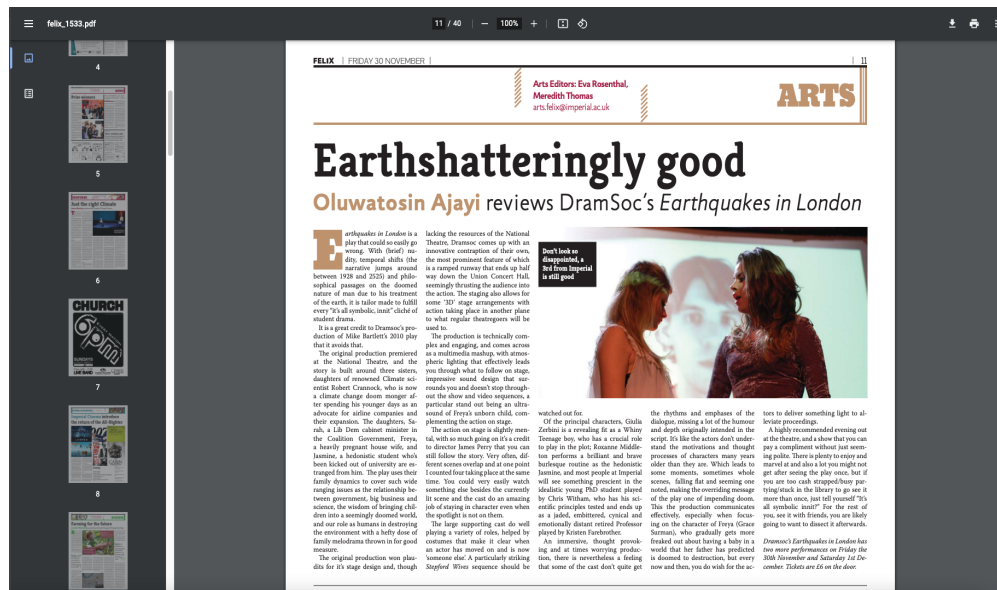 felix_1533.pdf
11 / 40
100%
4
5
Just the right Climate
6
CHURCH
7
8
FELIX | FRIDAY 30 NOVEMBER |
| 11
Arts Editors: Eva Rosenthal,
Meredith Thomas
arts.felix@imperial.ac.uk
ARTS
Earthshatteringly good
Oluwatosin Ajayi reviews DramSoc's Earthquakes in London
Earthquakes in London is a
play that could so easily go
wrong. With (brief) nu-
dity, temporal shifts (the
narrative jumps around
between 1928 and 2525) and philo-
sophical passages on the doomed
nature of man due to his treatment
of the earth, it is tailor made to fulfill
every "it's all symbolic, innit" cliché of
student drama.
It is a great credit to Dramsoc's pro-
duction of Mike Bartlett's 2010 play
that it avoids that.
The original production premiered
at the National Theatre, and the
story is built around three sisters,
daughters of renowned Climate sci-
entist Robert Crannock, who is now
a climate change doom monger af-
ter spending his younger days as an
advocate for airline companies and
their expansion. The daughters, Sa-
rah, a Lib Dem cabinet minister in
the Coalition Government, Freya,
a heavily pregnant house wife, and
Jasmine, a hedonistic student who's
been kicked out of university are es-
tranged from him. The play uses their
family dynamics to cover such wide
ranging issues as the relationship be-
tween government, big business and
science, the wisdom of bringing chil-
dren into a seemingly doomed world,
and our role as humans in destroying
the environment with a hefty dose of
family melodrama thrown in for good
measure.
The original production won plau-
dits for it's stage design and, though
lacking the resources of the National
Theatre, Dramsoc comes up with an
innovative contraption of their own,
the most prominent feature of which
is a ramped runway that ends up half
way down the Union Concert Hall,
seemingly thrusting the audience into
the action. The staging also allows for
some '3D' stage arrangements with
action taking place in another plane
to what regular theatregoers will be
used to.
The production is technically com-
plex and engaging, and comes across
as a multimedia mashup, with atmos-
pheric lighting that effectively leads
you through what to follow on stage,
impressive sound design that sur-
rounds you and doesn't stop through-
out the show and video sequences, a
particular stand out being an ultra-
sound of Freya's unborn child, com-
plementing the action on stage.
The action on stage is slightly men-
tal, with so much going on it's a credit
to director James Perry that you can
still follow the story. Very often, dif-
ferent scenes overlap and at one point
I counted four taking place at the same
time. You could very easily watch
something else besides the currently
lit scene and the cast do an amazing
job of staying in character even when
the spotlight is not on them.
The large supporting cast do well
playing a variety of roles, helped by
costumes that make it clear when
an actor has moved on and is now
'someone else.' A particularly striking
Stepford Wives sequence should be
Don't look so
disappointed, a
3rd from Imperial
is still good
watched out for.
Of the principal characters, Giulia
Zerbini is a revealing fit as a Whiny
Teenage boy, who has a crucial role
to play in the plot; Roxanne Middle-
ton performs a brilliant and brave
burlesque routine as the hedonistic
Jasmine, and most people at Imperial
will see something prescient in the
idealistic young PhD student played
by Chris Witham, who has his sci-
entific principles tested and ends up
as a jaded, embittered, cynical and
emotionally distant retired Professor
played by Kristen Farebrother.
An immersive, thought provok-
ing and at times worrying produc-
tion, there is nevertheless a feeling
that some of the cast don't quite get
the rhythms and emphases of the
dialogue, missing a lot of the humour
and depth originally intended in the
script. It's like the actors don't under-
stand the motivations and thought
processes of characters many years
older than they are. Which leads to
some moments, sometimes whole
scenes, falling flat and seeming one
noted, making the overriding message
of the play one of impending doom.
This the production communicates
effectively, especially when focus-
ing on the character of Freya (Grace
Surman), who gradually gets more
freaked out about having a baby in a
world that her father has predicted
is doomed to destruction, but every
now and then, you do wish for the ac-
tors to deliver something light to al-
leviate proceedings.
A highly recommended evening out
at the theatre, and a show that you can
pay a compliment without just seem-
ing polite. There is plenty to enjoy and
marvel at and also a lot you might not
get after seeing the play once, but if
you are too cash strapped/busy par-
tying/stuck in the library to go see it
more than once, just tell yourself "It's
all symbolic innit?" For the rest of
you, see it with friends, you are likely
going to want to dissect it afterwards.
Dramsoc's Earthquakes in London has
two more performances on Friday the
30th November and Saturday 1st De-
cember. Tickets are £6 on the door.